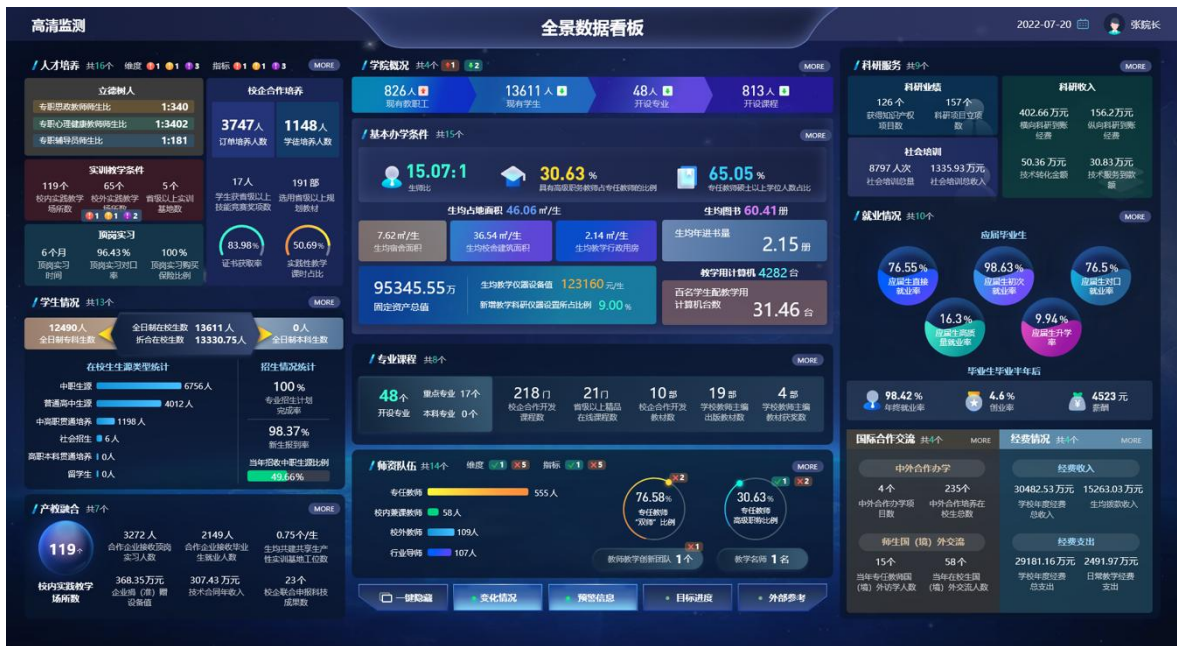 高清监测
全景数据看板
2022-07-20 张院长
人才培养 共16个 维度 1 1 3 指标 1 1 3 MORE
立德树人
专职思政教师师生比 1:340
专职心理健康教师师生比 1:3402
专职辅导员师生比 1:181
校企合作培养
3747人 1148人
订单培养人数 学徒培养人数
实训教学条件
119个 65个 5个
校内实践教学场所数 校外实践教学场所数 省级以上实训基地数
1 1 2
17人 191部
学生获省级以上技能竞赛奖项数 选用省级以上规划教材
顶岗实习
6个月 96.43% 100%
顶岗实习时间 顶岗实习对口率 顶岗实习购买保险比例
83.98% 50.69%
证书获取率 实践性教学课时占比
学生情况 共13个 MORE
12490人
全日制专科生数
全日制在校生数 13611人
折合在校生数 13330.75人
0人
全日制本科生数
在校生生源类型统计
中职生源 6756人
普通高中生源 4012人
中高职贯通培养 1198人
社会招生 6人
高职本科贯通培养 0人
留学生 0人
招生情况统计
100%
专业招生计划完成率
98.37%
新生报到率
当年招收中职生源比例
49.66%
产教融合 共7个 MORE
119个
校内实践教学场所数
3272人 2149人 0.75个/生
合作企业接收顶岗实习人数 合作企业接收毕业生就业人数 生均共建共享生产性实训基地工位数
368.35万元 307.43万元 23个
企业捐（准）赠设备值 技术合同年收入 校企联合申报科技成果数
学院概况 共4个 1 2 MORE
826人 13611人 48人 813人
现有教职工 现有学生 开设专业 开设课程
基本办学条件 共15个 MORE
15.07:1 30.63% 65.05%
生师比 具有高级职务教师占专任教师的比例 专任教师硕士以上学位人数占比
生均占地面积 46.06㎡/生
7.62㎡/生 36.54㎡/生 2.14㎡/生
生均宿舍面积 生均校舍建筑面积 生均教学行政用房
生均图书 60.41册
生均年进书量 2.15册
95345.55万
固定资产总值
生均教学仪器设备值 123160元/生
新增教学科研仪器设置所占比例 9.00%
教学用计算机 4282台
百名学生配教学用计算机台数 31.46台
专业课程 共8个 MORE
48个
开设专业
重点专业 17个
本科专业 0个
218门 21门 10部 19部 4部
校企合作开发课程数 省级以上精品在线课程数 校企合作开发教材数 学校教师主编出版教材数 学校教师主编教材获奖数
师资队伍 共14个 维度 1 5 指标 1 5 MORE
专任教师 555人
校内兼课教师 58人
校外教师 109人
行业导师 107人
×2
76.58%
专任教师“双师”比例
1 ×2
30.63%
专任教师高级职称比例
×1
教师教学创新团队 1个 教学名师 1名
一键隐藏 变化情况 预警信息 目标进度 外部参考
科研服务 共9个 MORE
科研业绩
126个 157个
获得知识产权项目数 科研项目立项数
科研收入
402.66万元 156.2万元
横向科研到账经费 纵向科研到账经费
50.36万元 30.83万元
技术转化金额 技术服务到款额
社会培训
8797人次 1335.93万元
社会培训总量 社会培训总收入
就业情况 共10个 MORE
应届毕业生
76.55% 98.63% 76.5%
应届生直接就业率 应届生初次就业率 应届生对口就业率
16.3% 9.94%
应届生高质量就业率 应届生升学率
毕业生毕业半年后
98.42% 4.6% 4523元
年终就业率 创业率 薪酬
国际合作交流 共4个 MORE
中外合作办学
4个 235个
中外合作办学项目数 中外合作培养在校生总数
师生国（境）外交流
15个 58个
当年专任教师国（境）外访学人数 当年在校生国（境）外交流人数
经费情况 共4个 MORE
经费收入
30482.53万元 15263.03万元
学校年度经费总收入 生均拨款收入
经费支出
29181.16万元 2491.97万元
学校年度经费总支出 日常教学经费支出